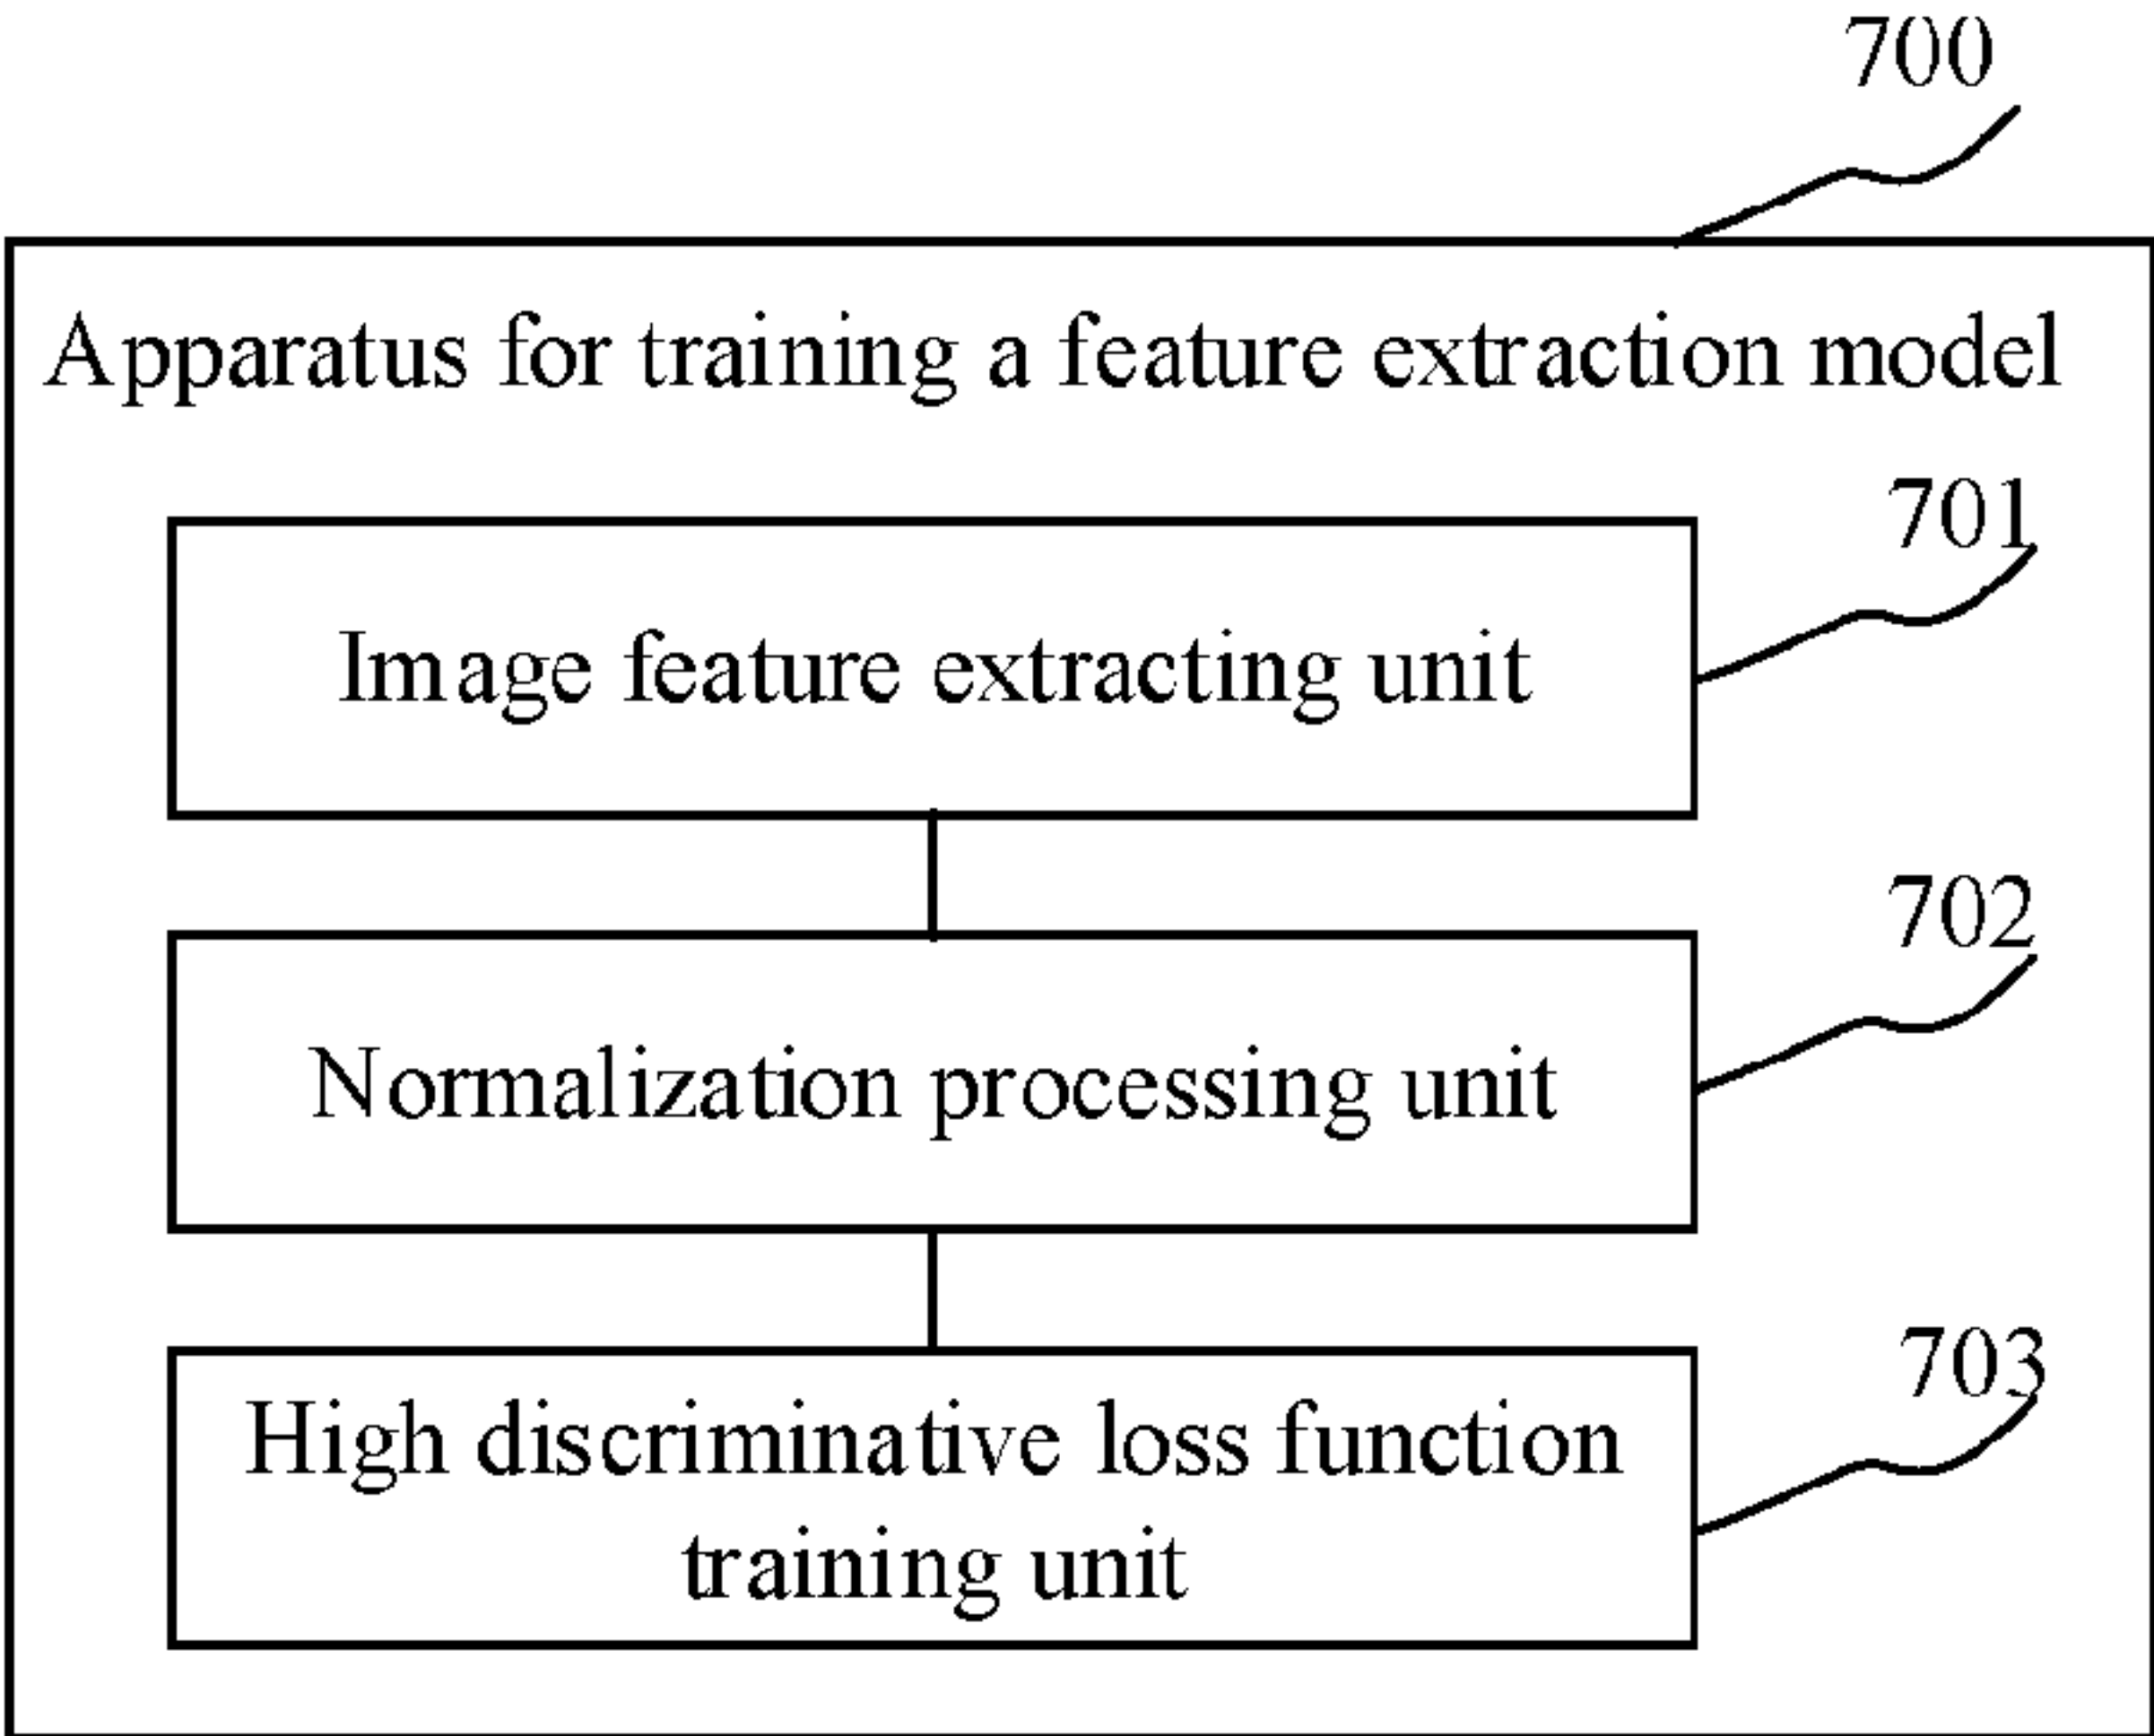 700
Apparatus for training a feature extraction model
701
Image feature extracting unit
702
Normalization processing unit
703
High discriminative loss function
training unit